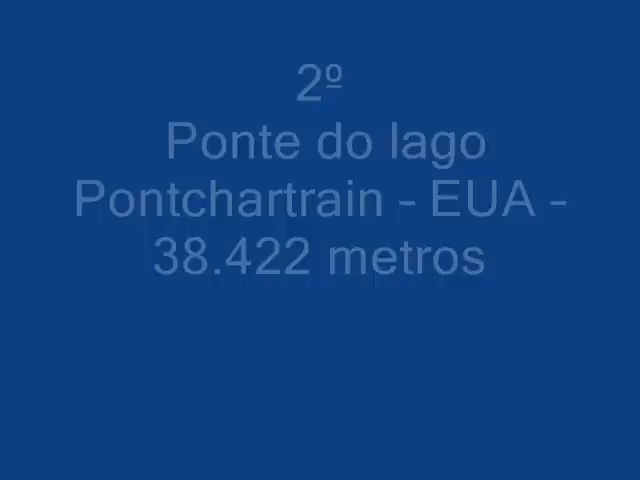 2º
Ponte do lago
Pontchartrain – EUA –
38.422 metros